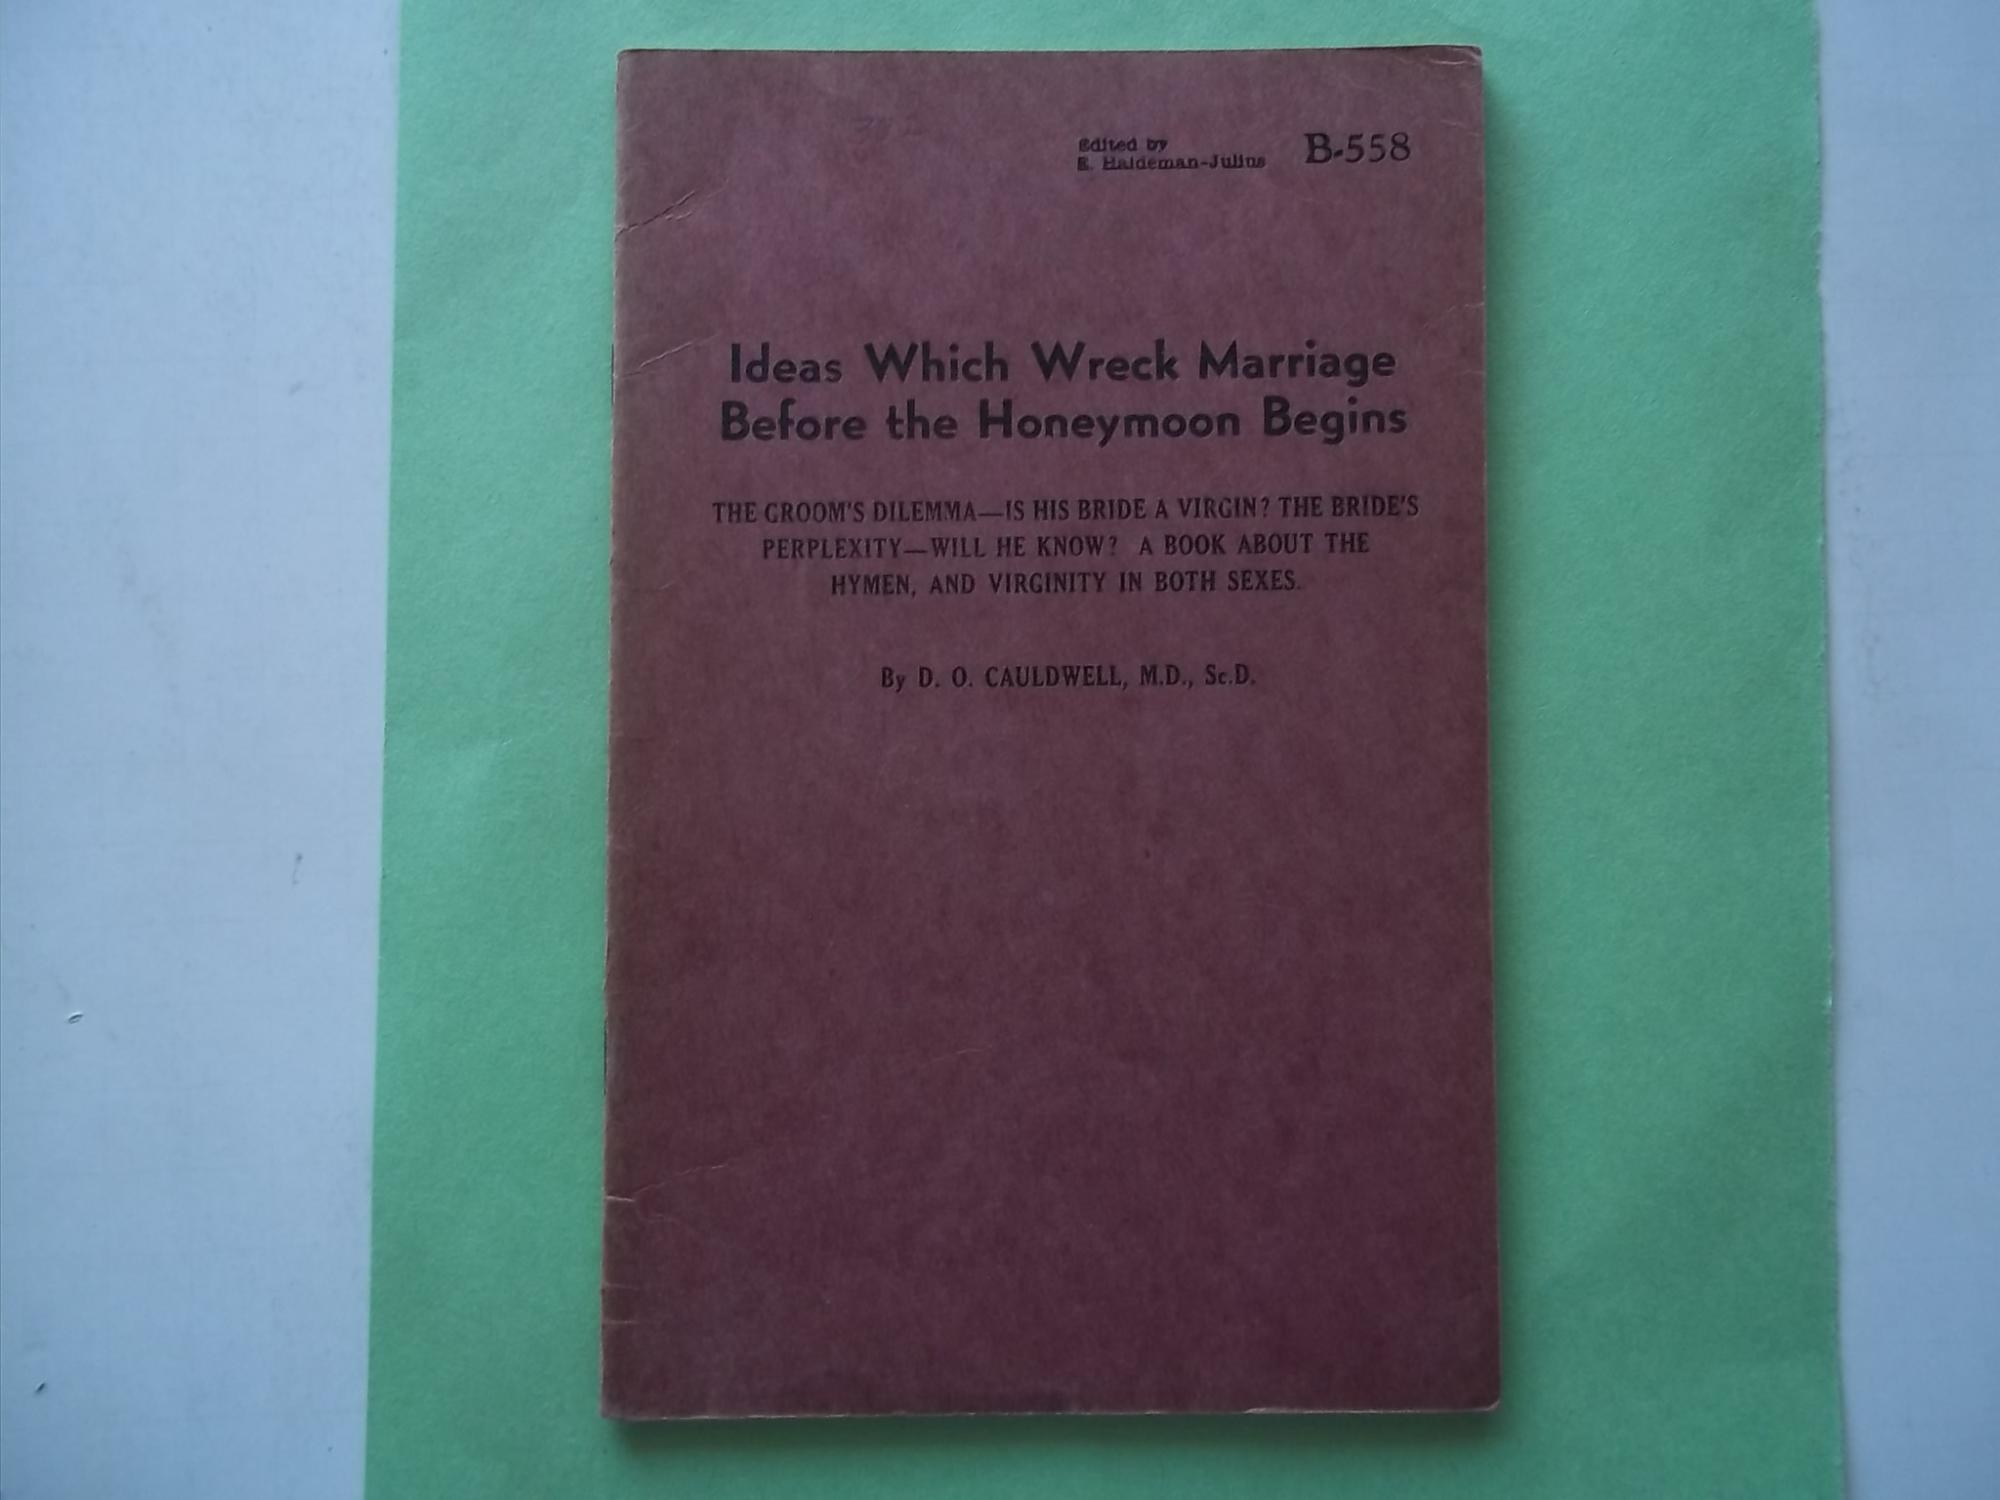 Edited by
E. Haldeman-Julius
B-558
Ideas Which Wreck Marriage
Before the Honeymoon Begins
THE GROOM'S DILEMMA—IS HIS BRIDE A VIRGIN? THE BRIDE'S
PERPLEXITY—WILL HE KNOW? A BOOK ABOUT THE
HYMEN, AND VIRGINITY IN BOTH SEXES.
By D. O. CAULDWELL, M.D., Sc.D.